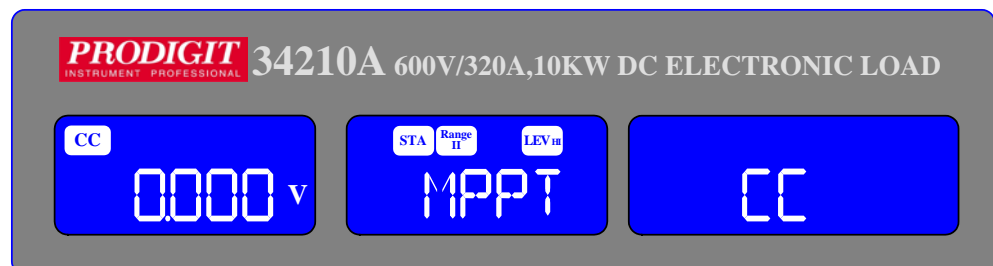 PRODIGIT
INSTRUMENT PROFESSIONAL
34210A 600V/320A,10KW DC ELECTRONIC LOAD
CC
0.000 V
STA Range II LEV HI
MPPT
CC